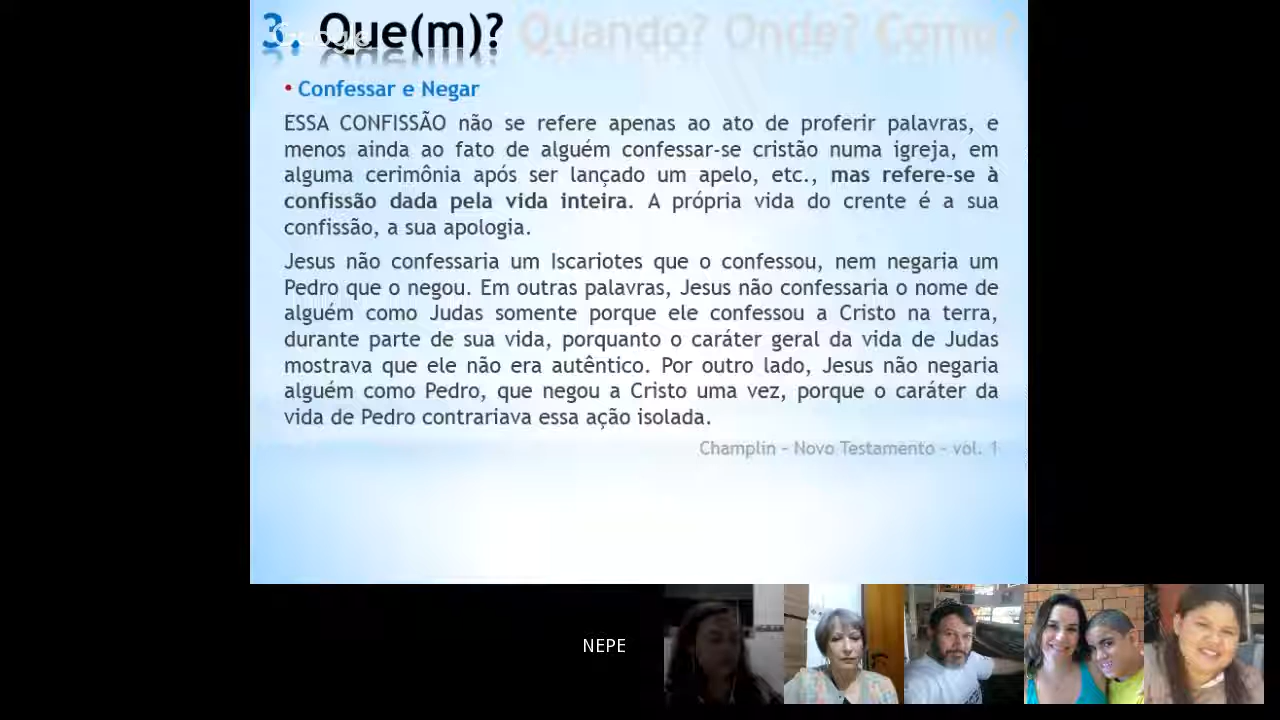 3. Que(m)? Quando? Onde? Como?
Google
• Confessar e Negar
ESSA CONFISSÃO não se refere apenas ao ato de proferir palavras, e
menos ainda ao fato de alguém confessar-se cristão numa igreja, em
alguma cerimônia após ser lançado um apelo, etc., mas refere-se à
confissão dada pela vida inteira. A própria vida do crente é a sua
confissão, a sua apologia.
Jesus não confessaria um Iscariotes que o confessou, nem negaria um
Pedro que o negou. Em outras palavras, Jesus não confessaria o nome de
alguém como Judas somente porque ele confessou a Cristo na terra,
durante parte de sua vida, porquanto o caráter geral da vida de Judas
mostrava que ele não era autêntico. Por outro lado, Jesus não negaria
alguém como Pedro, que negou a Cristo uma vez, porque o caráter da
vida de Pedro contrariava essa ação isolada.
Champlin – Novo Testamento – vol. 1
NEPE